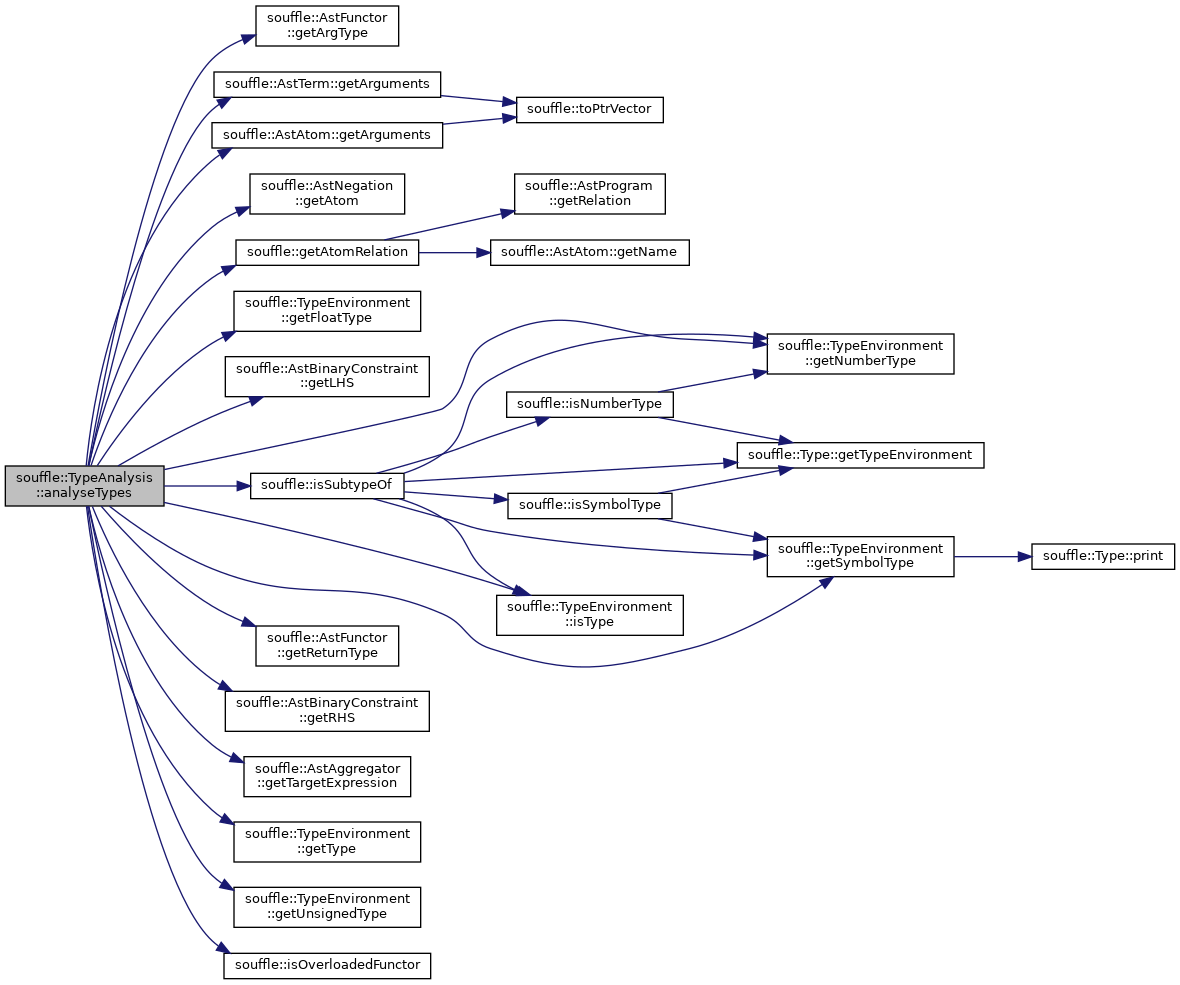 souffle::AstFunctor
::getArgType
souffle::AstTerm::getArguments
souffle::toPtrVector
souffle::AstAtom::getArguments
souffle::AstNegation
::getAtom
souffle::AstProgram
::getRelation
souffle::getAtomRelation
souffle::AstAtom::getName
souffle::TypeEnvironment
::getFloatType
souffle::TypeEnvironment
::getNumberType
souffle::AstBinaryConstraint
::getLHS
souffle::isNumberType
souffle::Type::getTypeEnvironment
souffle::TypeAnalysis
::analyseTypes
souffle::isSubtypeOf
souffle::isSymbolType
souffle::TypeEnvironment
::getSymbolType
souffle::Type::print
souffle::TypeEnvironment
::isType
souffle::AstFunctor
::getReturnType
souffle::AstBinaryConstraint
::getRHS
souffle::AstAggregator
::getTargetExpression
souffle::TypeEnvironment
::getType
souffle::TypeEnvironment
::getUnsignedType
souffle::isOverloadedFunctor